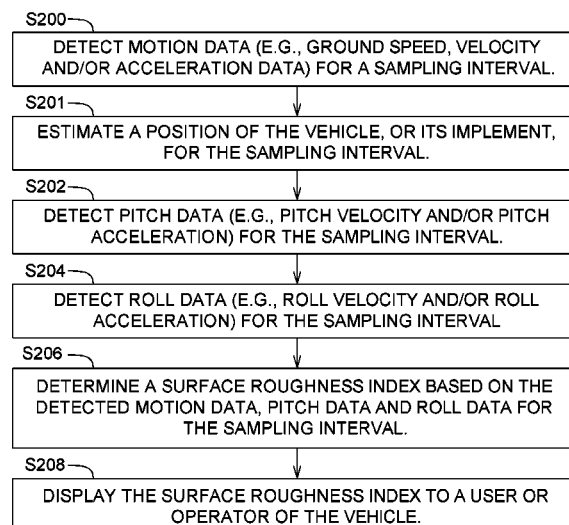 S200
DETECT MOTION DATA (E.G., GROUND SPEED, VELOCITY
AND/OR ACCELERATION DATA) FOR A SAMPLING INTERVAL.
S201
ESTIMATE A POSITION OF THE VEHICLE, OR ITS IMPLEMENT,
FOR THE SAMPLING INTERVAL.
S202
DETECT PITCH DATA (E.G., PITCH VELOCITY AND/OR PITCH
ACCELERATION) FOR THE SAMPLING INTERVAL.
S204
DETECT ROLL DATA (E.G., ROLL VELOCITY AND/OR ROLL
ACCELERATION) FOR THE SAMPLING INTERVAL
S206
DETERMINE A SURFACE ROUGHNESS INDEX BASED ON THE
DETECTED MOTION DATA, PITCH DATA AND ROLL DATA FOR
THE SAMPLING INTERVAL.
S208
DISPLAY THE SURFACE ROUGHNESS INDEX TO A USER OR
OPERATOR OF THE VEHICLE.